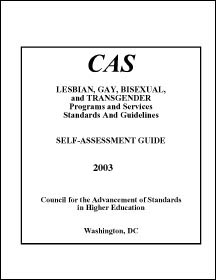 CAS
LESBIAN, GAY, BISEXUAL,
and TRANSGENDER
Programs and Services
Standards And Guidelines
SELF-ASSESSMENT GUIDE
2003
Council for the Advancement of Standards
in Higher Education
Washington, DC